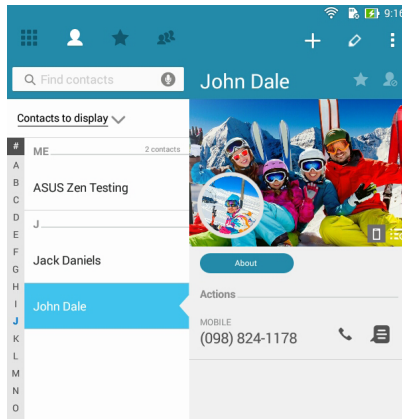 9:16
Find contacts
John Dale
Contacts to display
#
ME
2 contacts
A
B
ASUS Zen Testing
C
D
J
E
F
Jack Daniels
G
H
I
John Dale
J
K
L
M
N
O
About
Actions
MOBILE
(098) 824-1178